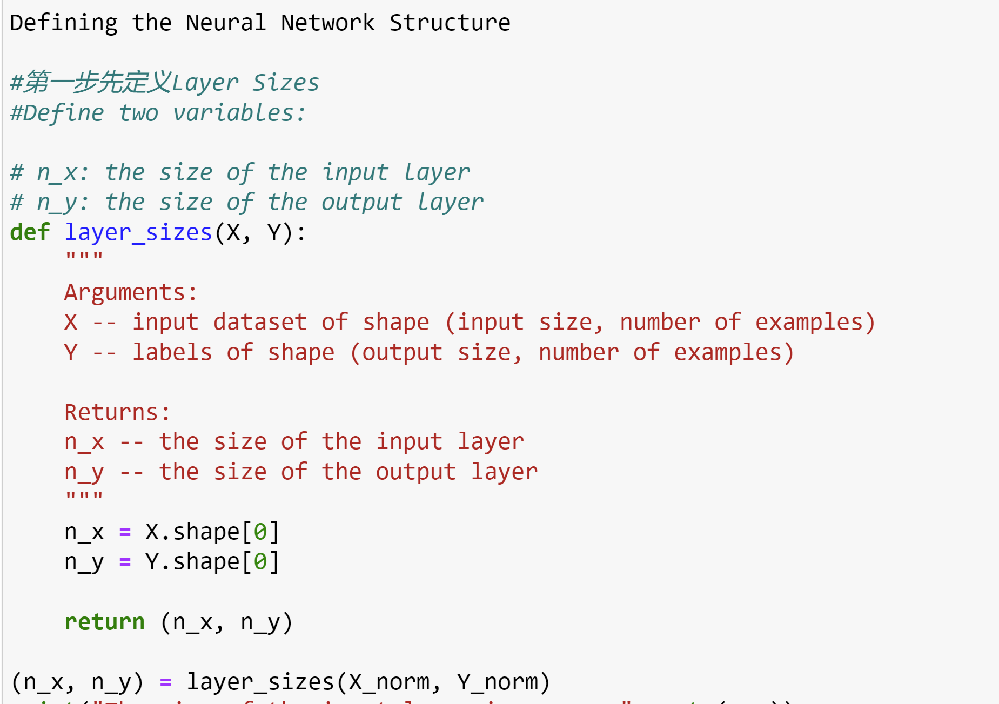 Defining the Neural Network Structure
#第一步先定义Layer Sizes
#Define two variables:
# n_x: the size of the input layer
# n_y: the size of the output layer
def layer_sizes(X, Y):
"""
Arguments:
X -- input dataset of shape (input size, number of examples)
Y -- labels of shape (output size, number of examples)
Returns:
n_x -- the size of the input layer
n_y -- the size of the output layer
"""
n_x = X.shape[0]
n_y = Y.shape[0]
return (n_x, n_y)
(n_x, n_y) = layer_sizes(X_norm, Y_norm)